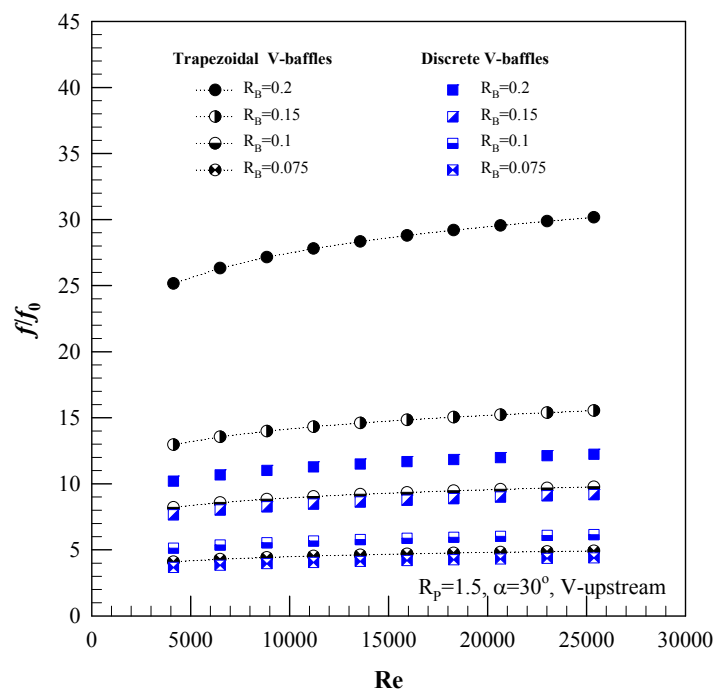 45
40
35
30
25
20
15
10
5
0
f/f₀
Trapezoidal V-baffles
R_B=0.2
R_B=0.15
R_B=0.1
R_B=0.075
Discrete V-baffles
R_B=0.2
R_B=0.15
R_B=0.1
R_B=0.075
R_P=1.5, α=30°, V-upstream
0 5000 10000 15000 20000 25000 30000
Re